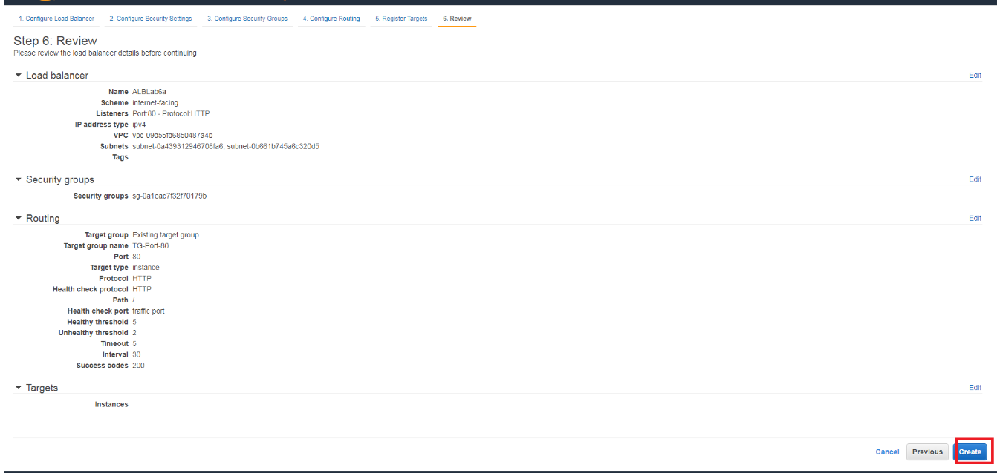 1. Configure Load Balancer 2. Configure Security Settings 3. Configure Security Groups 4. Configure Routing 5. Register Targets 6. Review
Step 6: Review
Please review the load balancer details before continuing
Load balancer Edit
Name ALBLab6a
Scheme internet-facing
Listeners Port:80 - Protocol:HTTP
IP address type ipv4
VPC vpc-09d55fd6850487a4b
Subnets subnet-0a439312946708fa6, subnet-0b661b745a6c320d5
Tags
Security groups Edit
Security groups sg-0a1eac7f32f70179b
Routing Edit
Target group Existing target group
Target group name TG-Port-80
Port 80
Target type instance
Protocol HTTP
Health check protocol HTTP
Path /
Health check port traffic port
Healthy threshold 5
Unhealthy threshold 2
Timeout 5
Interval 30
Success codes 200
Targets Edit
Instances
Cancel Previous Create